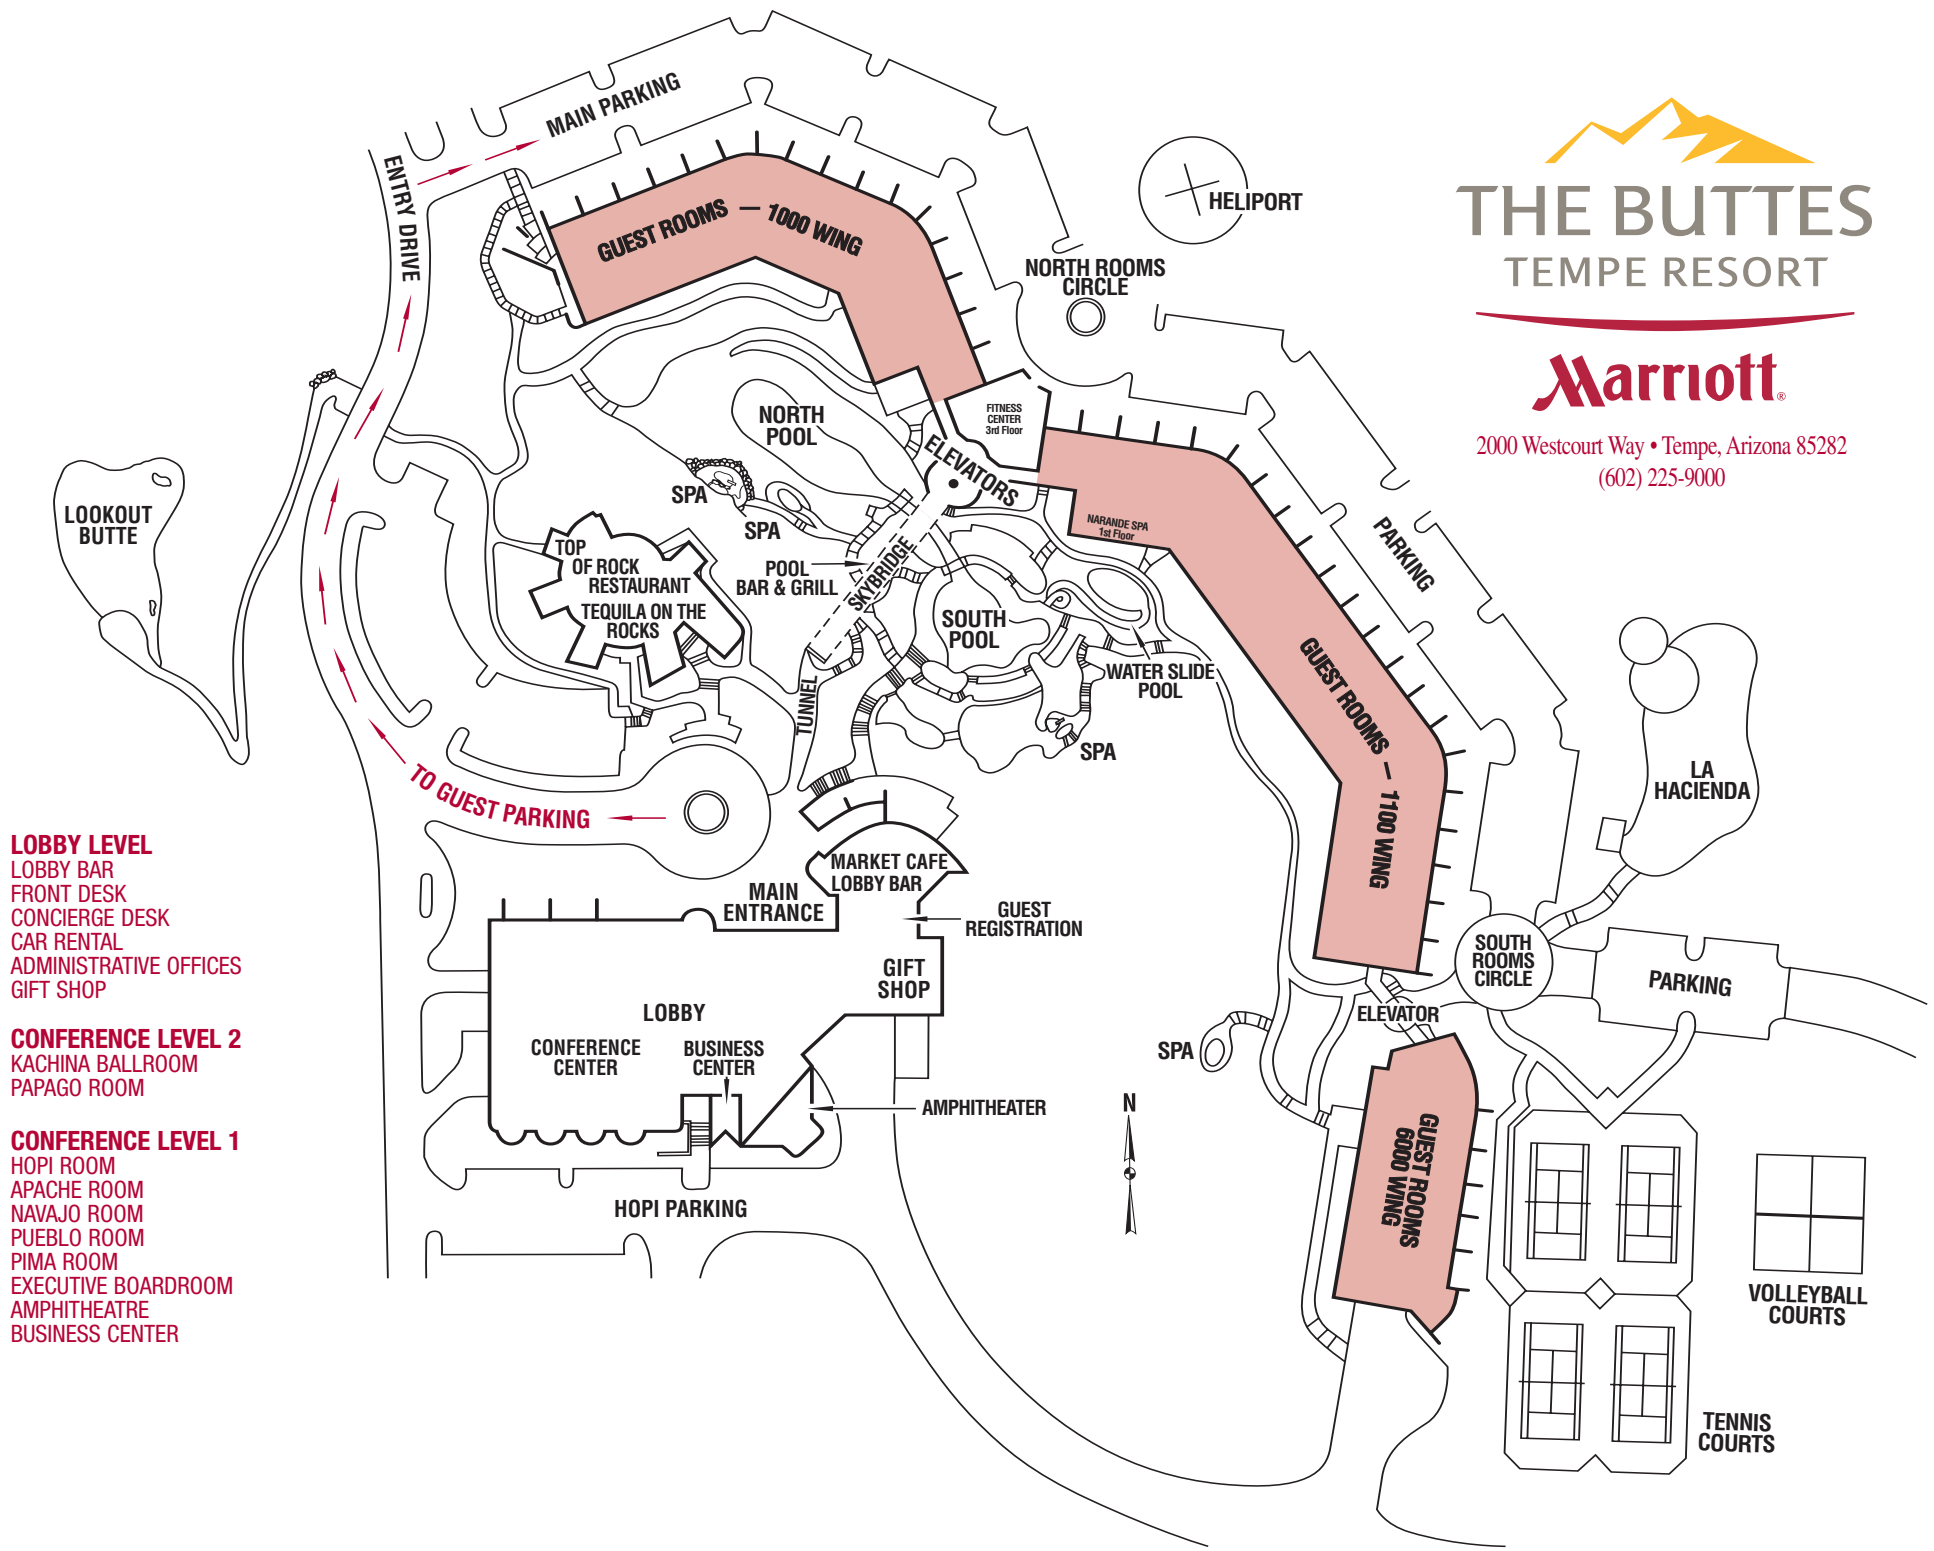 THE BUTTES
TEMPE RESORT
Marriott®
2000 Westcourt Way • Tempe, Arizona 85282
(602) 225-9000
MAIN PARKING
ENTRY DRIVE
GUEST ROOMS — 1000 WING
HELIPORT
NORTH ROOMS
CIRCLE
FITNESS
CENTER
3rd Floor
NORTH
POOL
ELEVATORS
SPA
SPA
LOOKOUT
BUTTE
TOP
OF ROCK
RESTAURANT
TEQUILA ON THE
ROCKS
POOL
BAR & GRILL
SKYBRIDGE
NARANDE SPA
1st Floor
PARKING
SOUTH
POOL
WATER SLIDE
POOL
TUNNEL
SPA
GUEST ROOMS — 1100 WING
LA
HACIENDA
TO GUEST PARKING
MARKET CAFE
LOBBY BAR
MAIN
ENTRANCE
GUEST
REGISTRATION
GIFT
SHOP
SOUTH
ROOMS
CIRCLE
PARKING
LOBBY
ELEVATOR
CONFERENCE
CENTER
BUSINESS
CENTER
SPA
AMPHITHEATER
N
GUEST ROOMS
6000 WING
HOPI PARKING
VOLLEYBALL
COURTS
TENNIS
COURTS
LOBBY LEVEL
LOBBY BAR
FRONT DESK
CONCIERGE DESK
CAR RENTAL
ADMINISTRATIVE OFFICES
GIFT SHOP
CONFERENCE LEVEL 2
KACHINA BALLROOM
PAPAGO ROOM
CONFERENCE LEVEL 1
HOPI ROOM
APACHE ROOM
NAVAJO ROOM
PUEBLO ROOM
PIMA ROOM
EXECUTIVE BOARDROOM
AMPHITHEATRE
BUSINESS CENTER